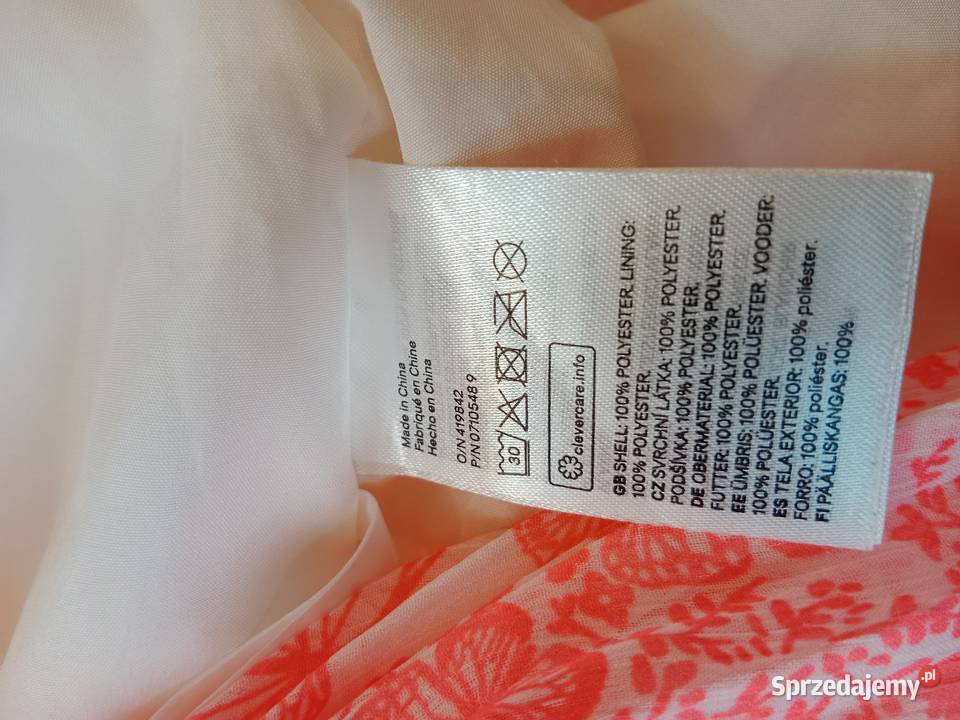 Made in China
Fabriqué en Chine
Hecho en China
O/N 419842
P/N 07105489
30
clevercare.info
GB SHELL: 100% POLYESTER. LINING:
100% POLYESTER.
CZ SVRCHNÍ LÁTKA: 100% POLYESTER.
PODŠÍVKA: 100% POLYESTER.
DE OBERMATERIAL: 100% POLYESTER.
FUTTER: 100% POLYESTER.
EE ÜMBRIS: 100% POLÜESTER. VOODER:
100% POLÜESTER.
ES TELA EXTERIOR: 100% poliéster.
FORRO: 100% poliéster.
FI PÄÄLLISKANGAS: 100%
Sprzedajemy.pl